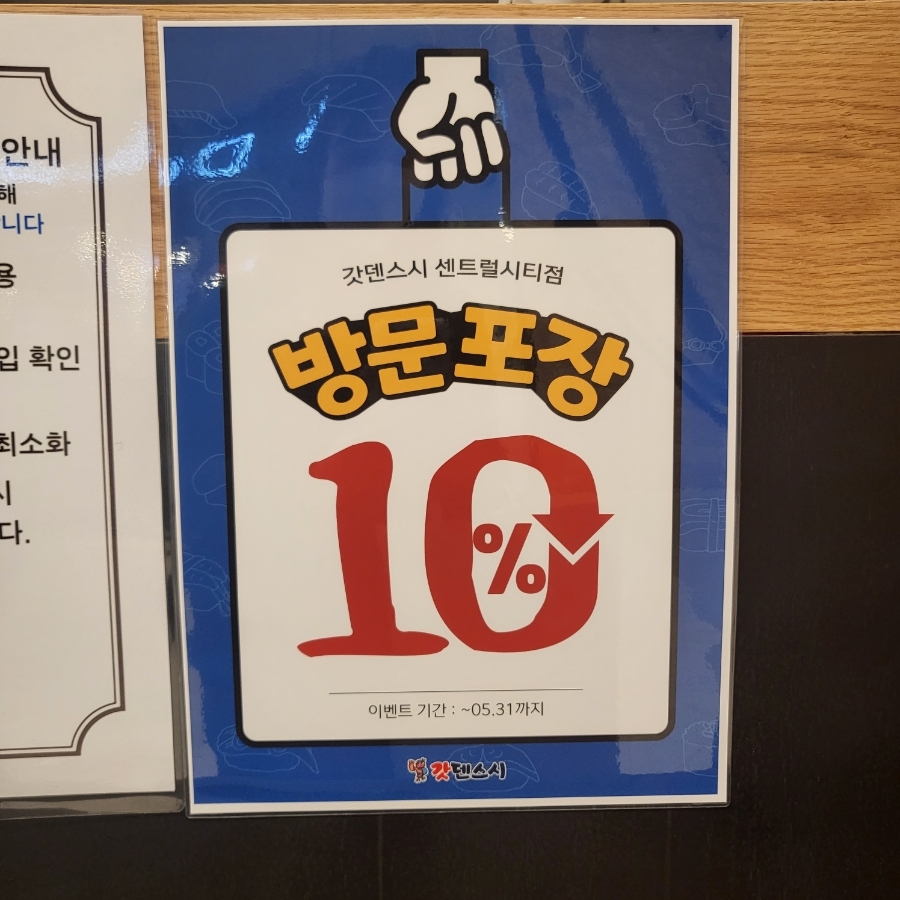 안내
해
니다
용
입 확인
최소화
시
다.
갓덴스시 센트럴시티점
방문 포장
10%
이벤트 기간 : ~05.31까지
갓덴스시